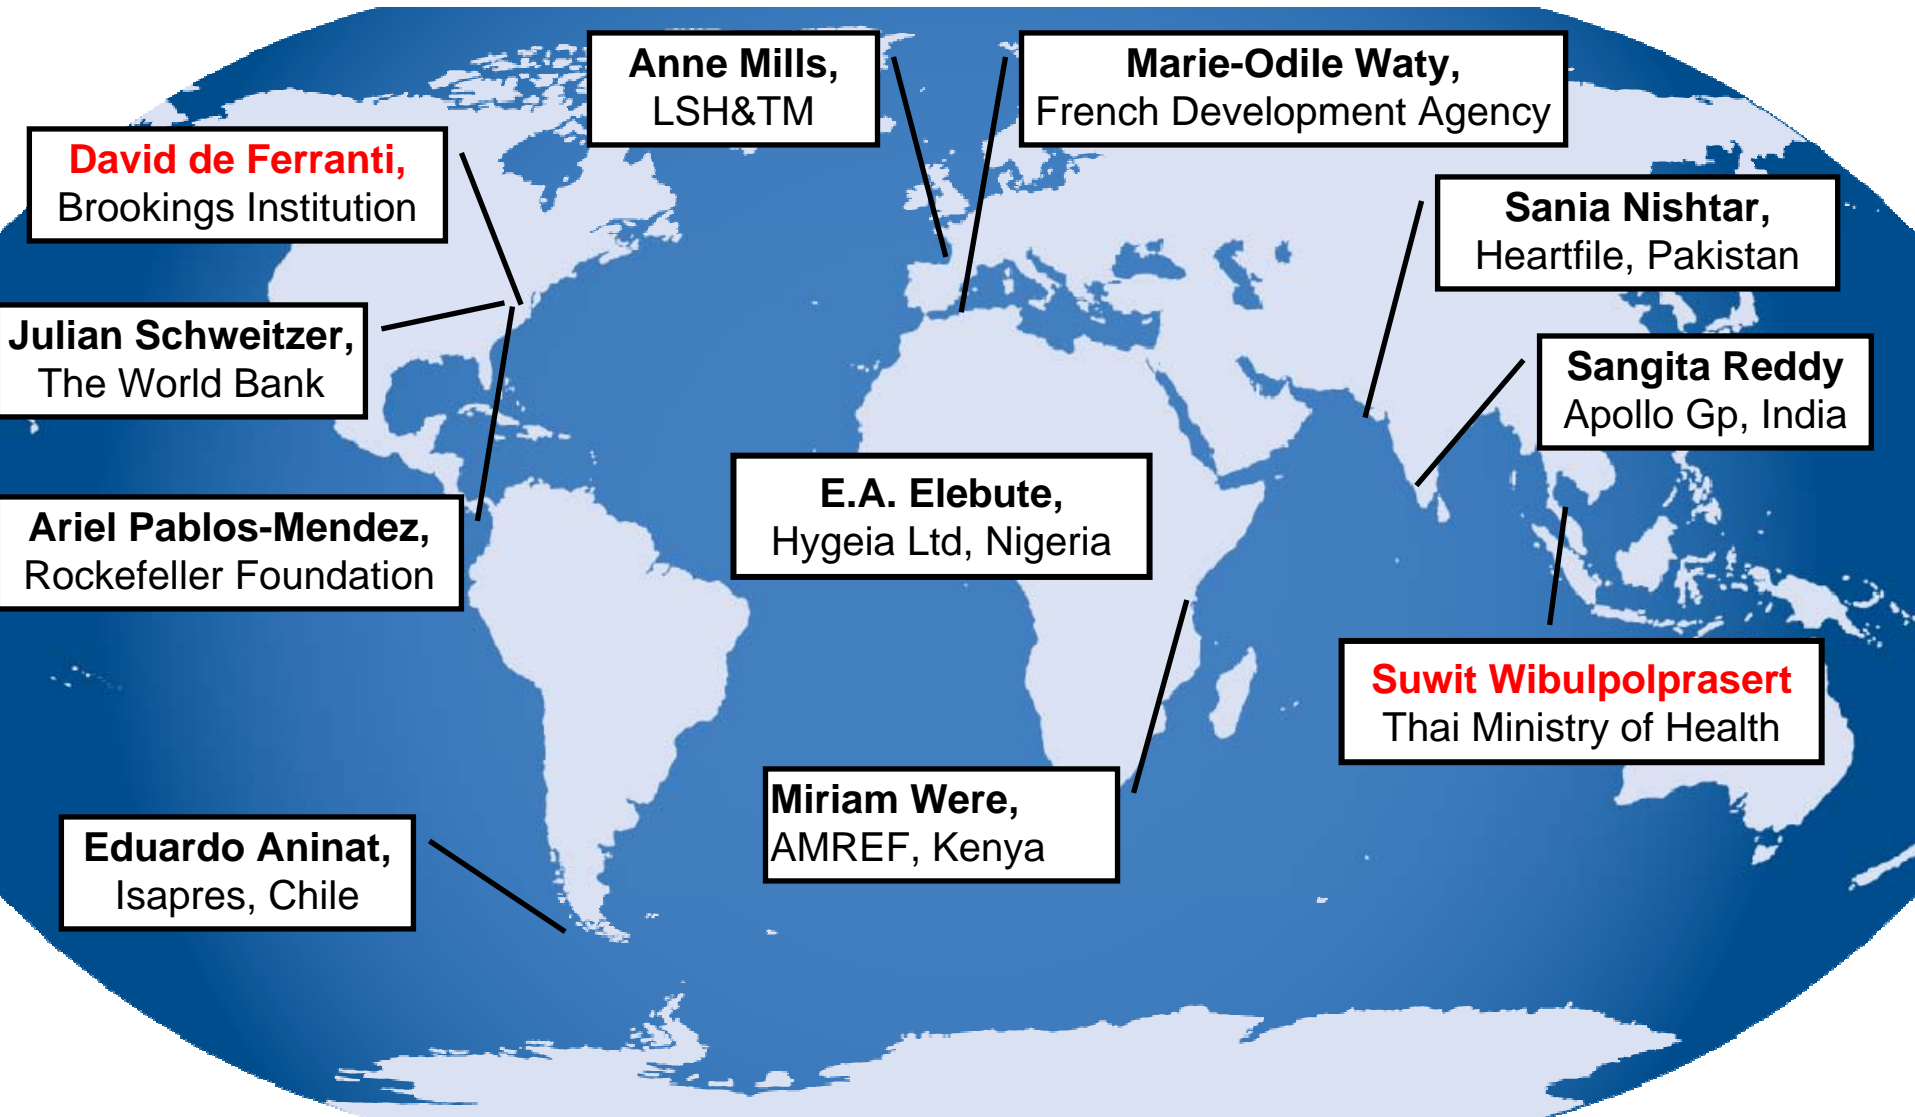 Anne Mills,
LSH&TM
Marie-Odile Waty,
French Development Agency
David de Ferranti,
Brookings Institution
Sania Nishtar,
Heartfile, Pakistan
Julian Schweitzer,
The World Bank
Sangita Reddy
Apollo Gp, India
E.A. Elebute,
Hygeia Ltd, Nigeria
Ariel Pablos-Mendez,
Rockefeller Foundation
Suwit Wibulpolprasert
Thai Ministry of Health
Miriam Were,
AMREF, Kenya
Eduardo Aninat,
Isapres, Chile